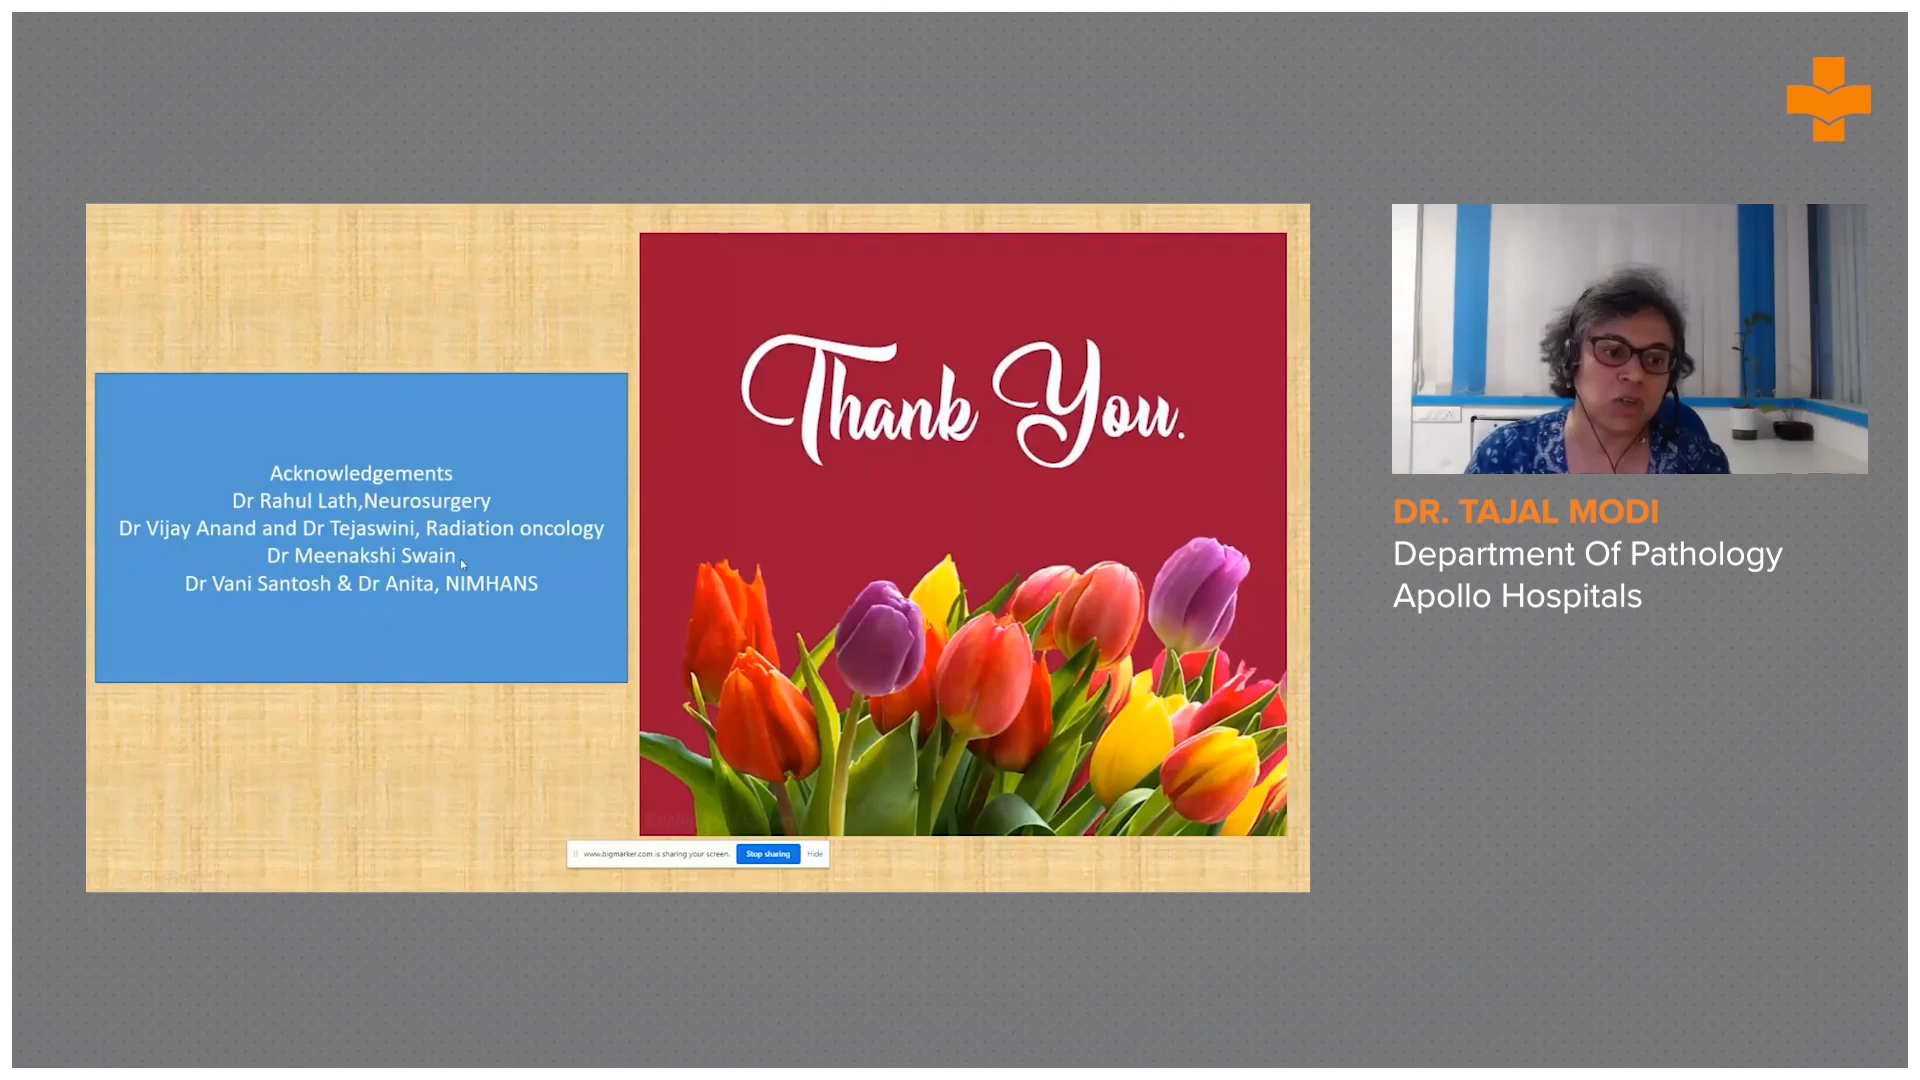 Acknowledgements
Dr Rahul Lath,Neurosurgery
Dr Vijay Anand and Dr Tejaswini, Radiation oncology
Dr Meenakshi Swain
Dr Vani Santosh & Dr Anita, NIMHANS
Thank You.
www.bigmarker.com is sharing your screen.
Stop sharing
Hide
DR. TAJAL MODI
Department Of Pathology
Apollo Hospitals